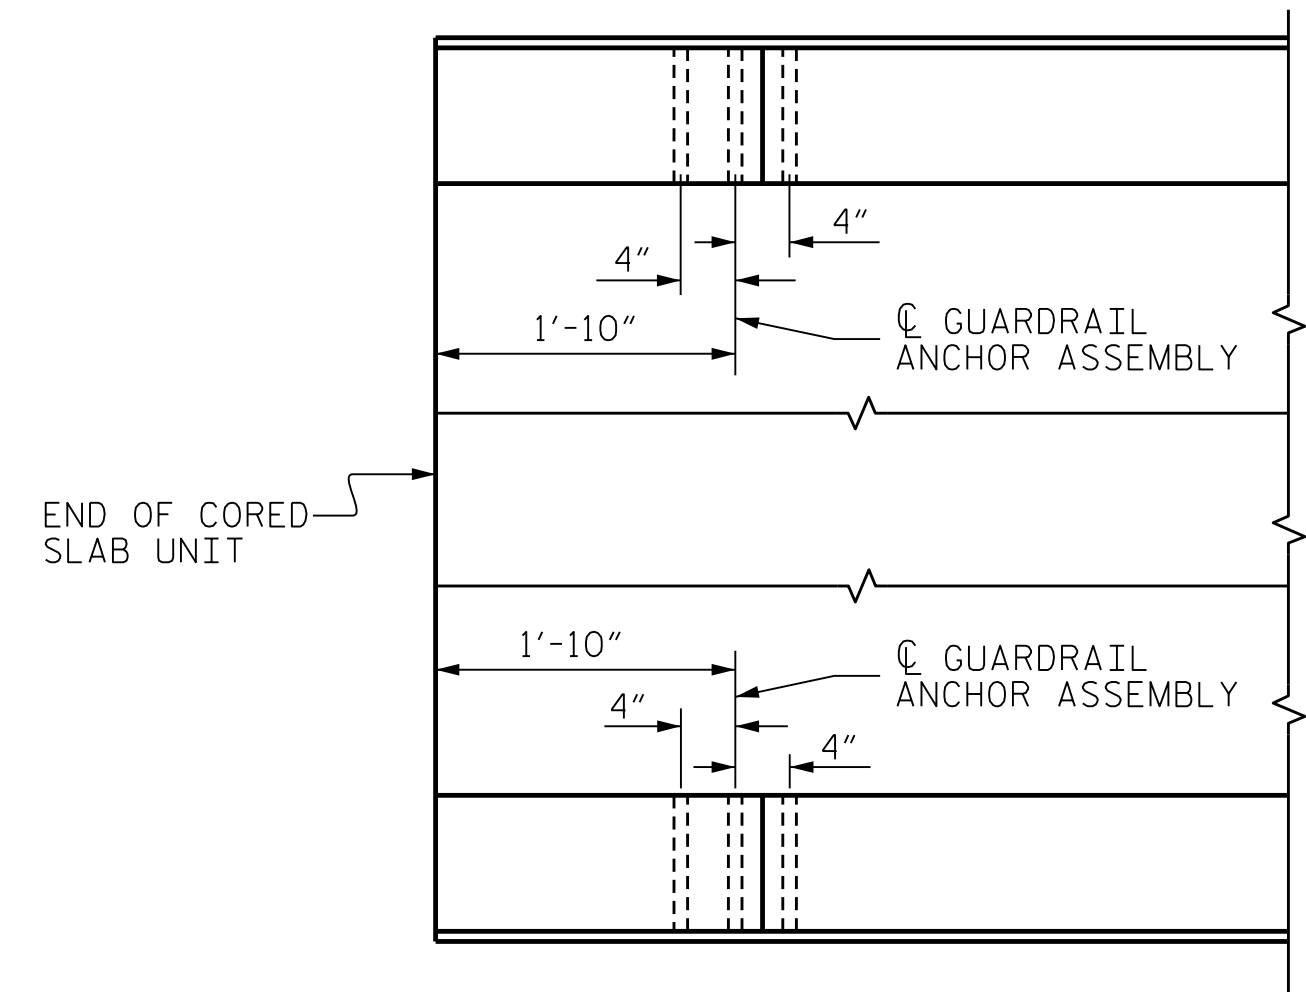 4"
4"
1'-10"
℄ GUARDRAIL
ANCHOR ASSEMBLY
END OF CORED
SLAB UNIT
1'-10"
℄ GUARDRAIL
ANCHOR ASSEMBLY
4"
4"